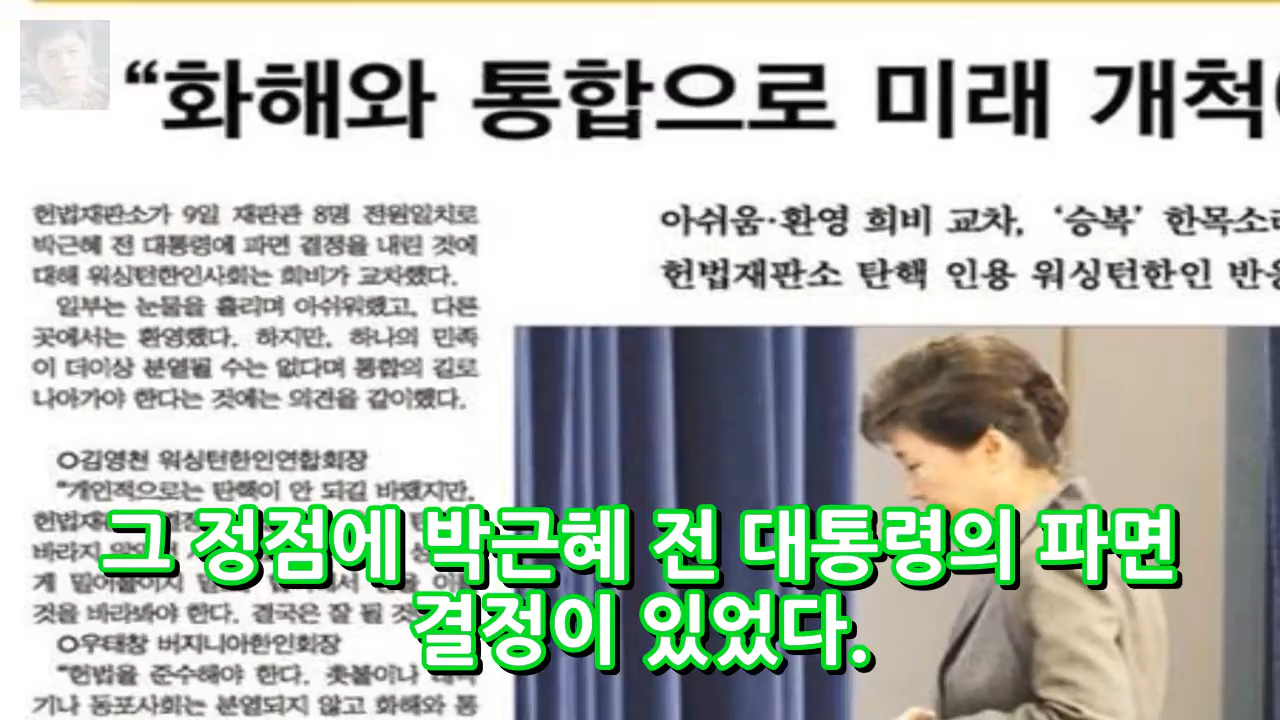 “화해와 통합으로 미래 개척
헌법재판소가 9일 재판관 8명 전원일치로
박근혜 전 대통령에 파면 결정을 내린 것에
대해 워싱턴한인사회는 희비가 교차했다.
일부는 눈물을 흘리며 아쉬워했고, 다른
곳에서는 환영했다. 하지만, 하나의 민족
이 더이상 분열될 수는 없다며 통합의 길로
나아가야 한다는 것에는 의견을 같이했다.
○김영천 워싱턴한인연합회장
“개인적으로는 탄핵이 안 되길 바랬지만,
것을 바라봐야 한다. 결국은 잘 될
○우태창 버지니아한인회장
“헌법을 준수해야 한다. 촛불이나
기나 동포사회는 분열되지 않고 화해와 통
아쉬움·환영 희비 교차, ‘승복’ 한목소리
헌법재판소 탄핵 인용 워싱턴한인 반응
그 정점에 박근혜 전 대통령의 파면
결정이 있었다.